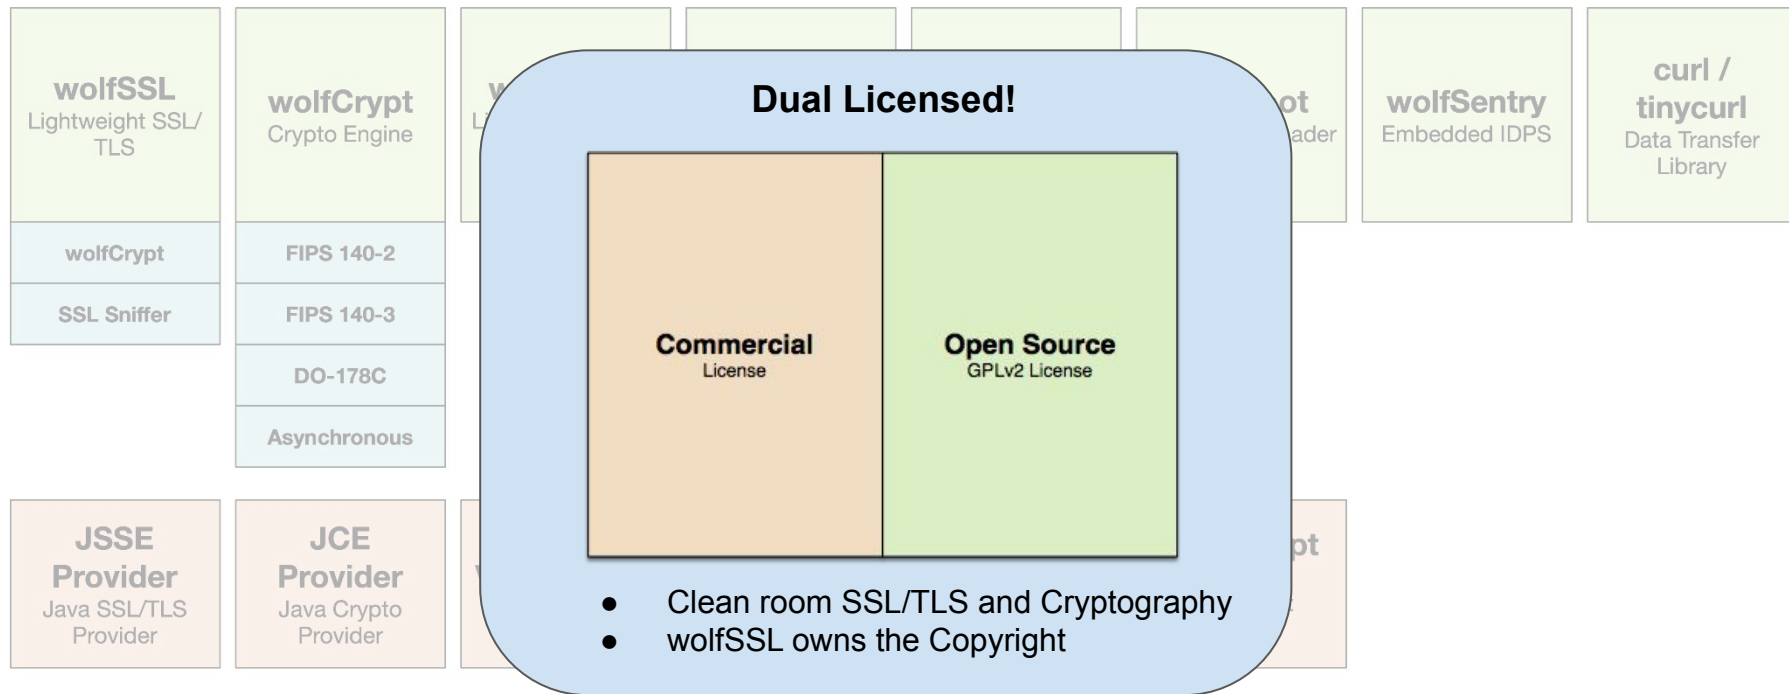 wolfSSL
Lightweight SSL/
TLS
wolfCrypt
Crypto Engine
wolfSentry
Embedded IDPS
curl /
tinycurl
Data Transfer
Library
wolfCrypt
SSL Sniffer
FIPS 140-2
FIPS 140-3
DO-178C
Asynchronous
Dual Licensed!
Commercial
License
Open Source
GPLv2 License
● Clean room SSL/TLS and Cryptography
● wolfSSL owns the Copyright
JSSE
Provider
Java SSL/TLS
Provider
JCE
Provider
Java Crypto
Provider